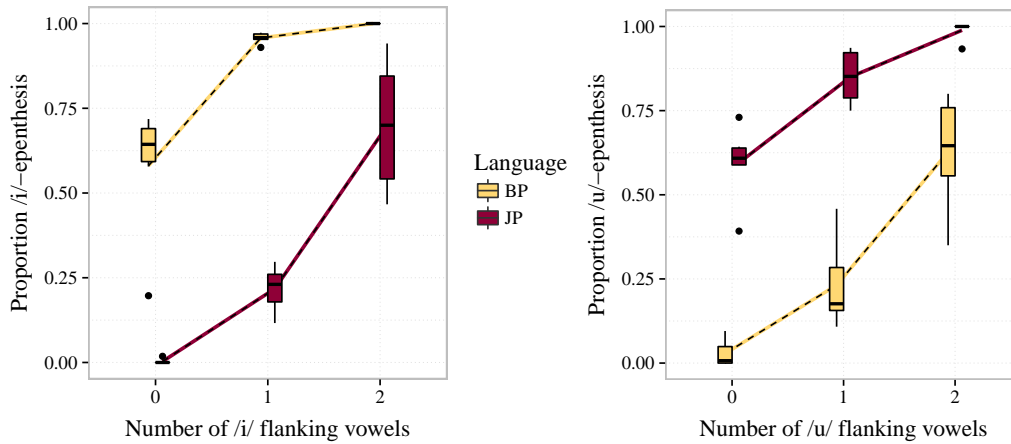 Proportion /i/−epenthesis
1.00
0.75
0.50
0.25
0.00
0
1
2
Number of /i/ flanking vowels
Language
BP
JP
Proportion /u/−epenthesis
1.00
0.75
0.50
0.25
0.00
0
1
2
Number of /u/ flanking vowels